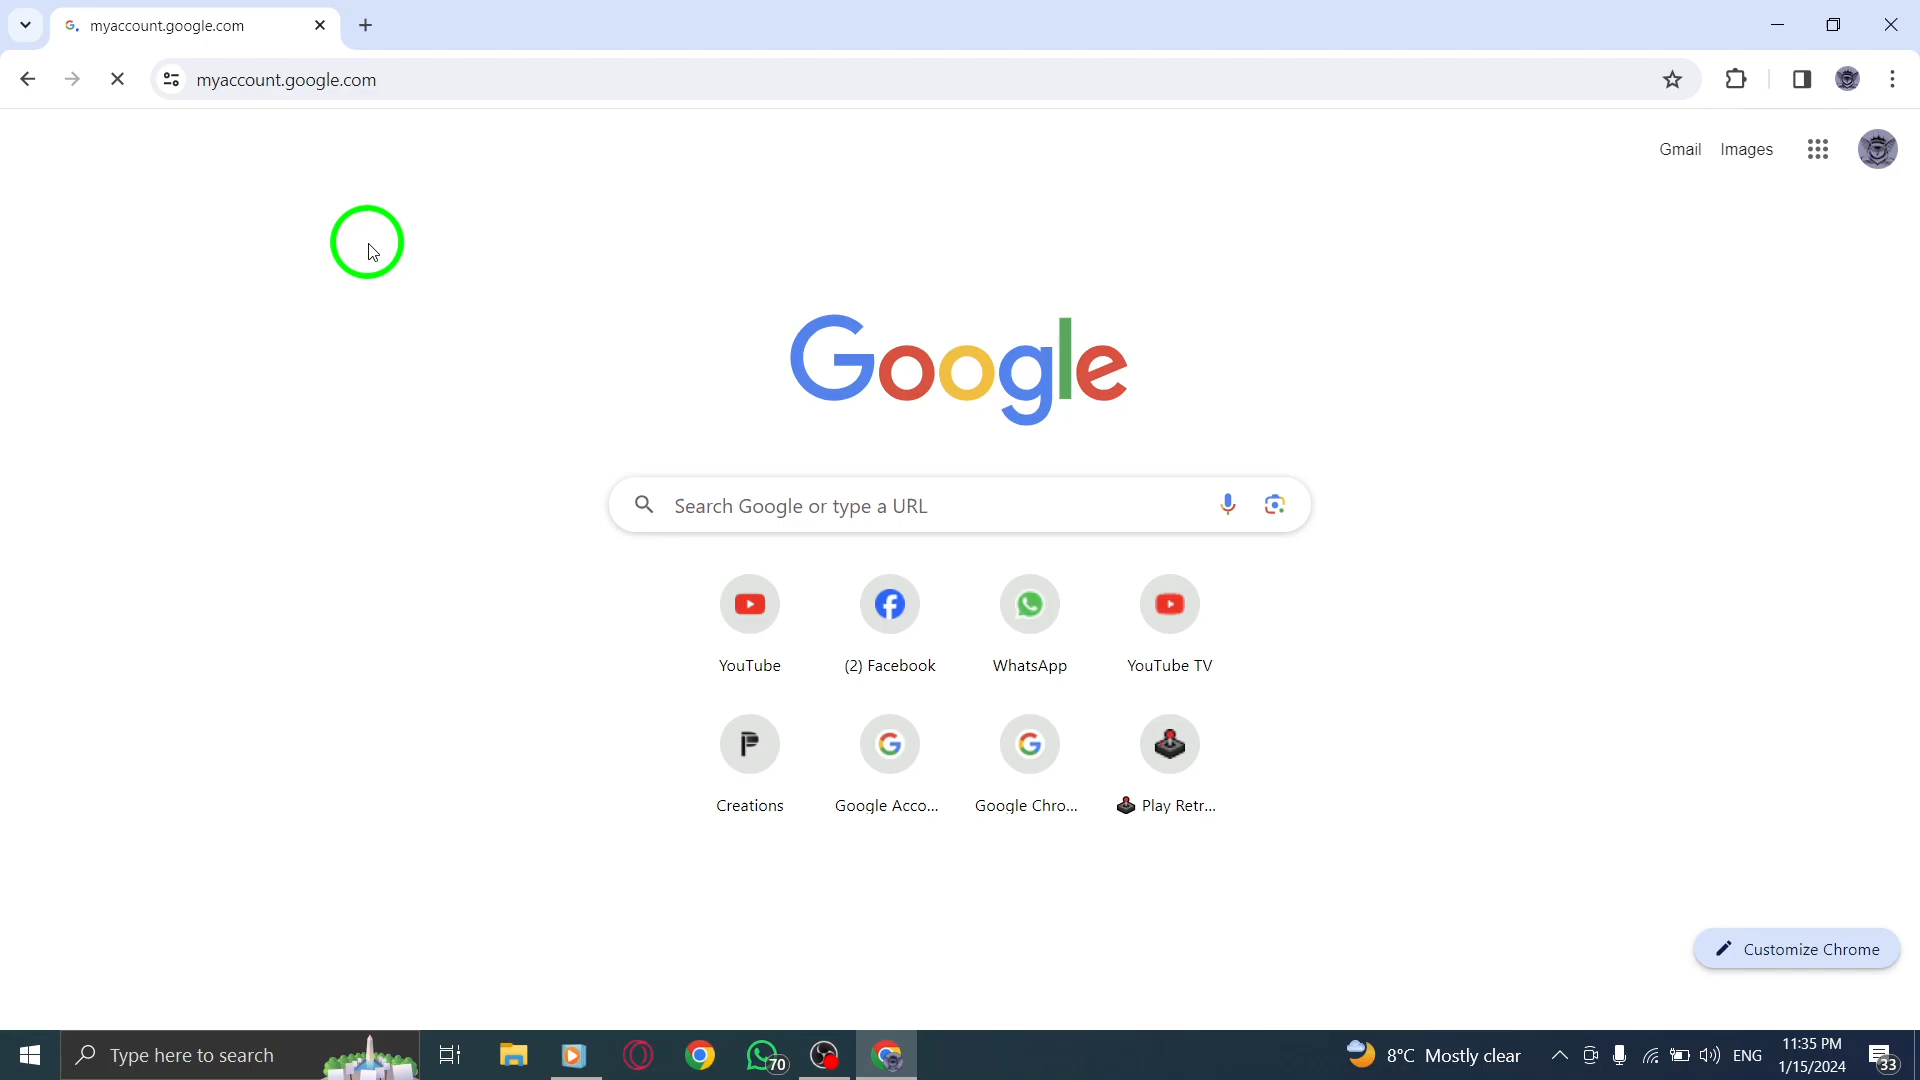 myaccount.google.com
myaccount.google.com
Gmail Images
Google
Search Google or type a URL
YouTube (2) Facebook WhatsApp YouTube TV
Creations Google Acco... Google Chro... Play Retr...
Customize Chrome
Type here to search 70 8°C Mostly clear ENG 11:35 PM 33
1/15/2024